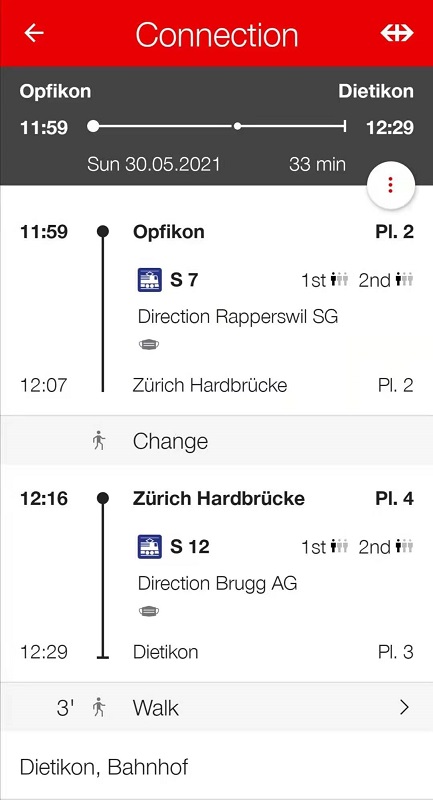 Connection
Opfikon Dietikon
11:59 12:29
Sun 30.05.2021 33 min
11:59 Opfikon Pl. 2
S 7 1st 2nd
Direction Rapperswil SG
12:07 Zürich Hardbrücke Pl. 2
Change
12:16 Zürich Hardbrücke Pl. 4
S 12 1st 2nd
Direction Brugg AG
12:29 Dietikon Pl. 3
3' Walk
Dietikon, Bahnhof